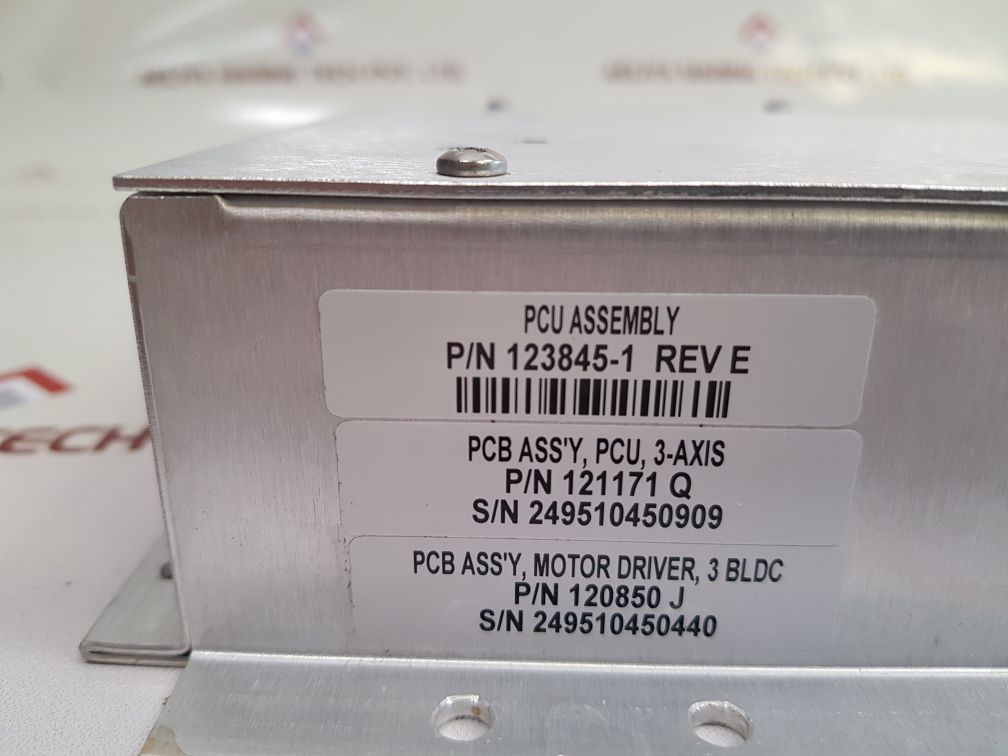 PCU ASSEMBLY
P/N 123845-1 REV E
PCB ASS'Y, PCU, 3-AXIS
P/N 121171 Q
S/N 249510450909
PCB ASS'Y, MOTOR DRIVER, 3 BLDC
P/N 120850 J
S/N 249510450440
TECH